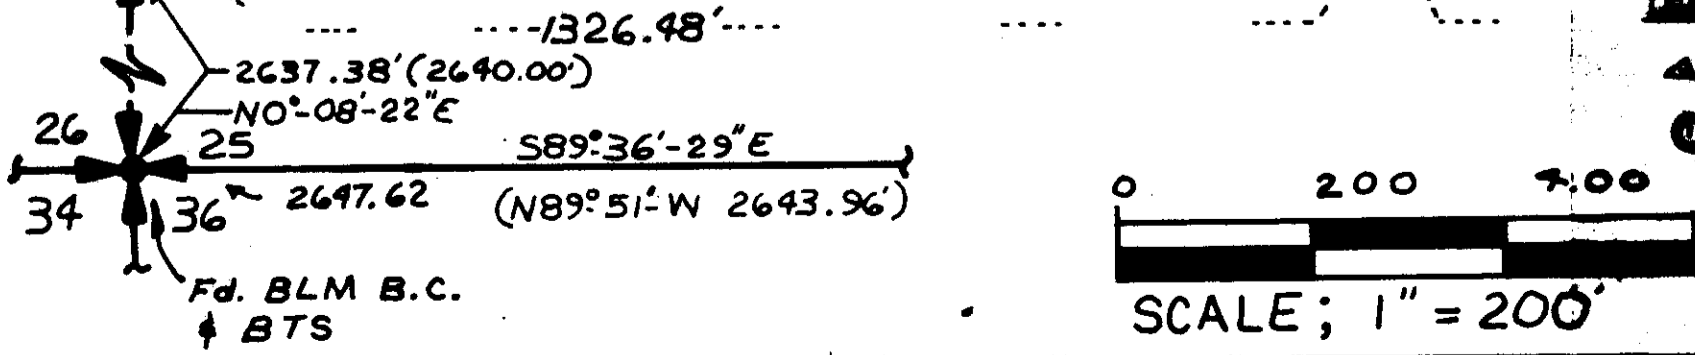 1326.48'
2637.38'(2640.00')
N0°-08'-22"E
26 25
S89°36'-29"E
34 36
2647.62
(N89°51'-W 2643.96')
Fd. BLM B.C.
& BTS
0 200 400
SCALE; 1" = 200'